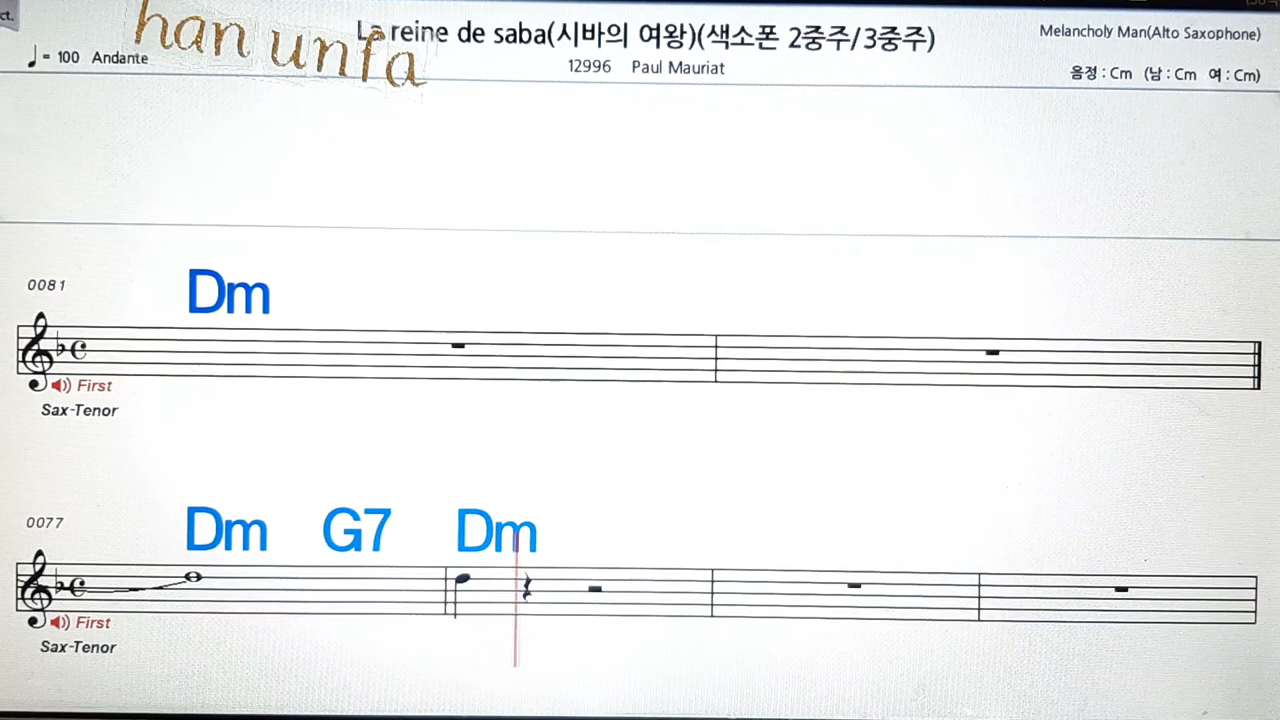 ct.
han unfa
La reine de saba(시바의 여왕)(색소폰 2중주/3중주)
Melancholy Man(Alto Saxophone)
♩= 100 Andante
12996 Paul Mauriat
음정 : Cm (남 : Cm 여 : Cm)
0081
Dm
First
Sax-Tenor
0077
Dm G7 Dm
First
Sax-Tenor